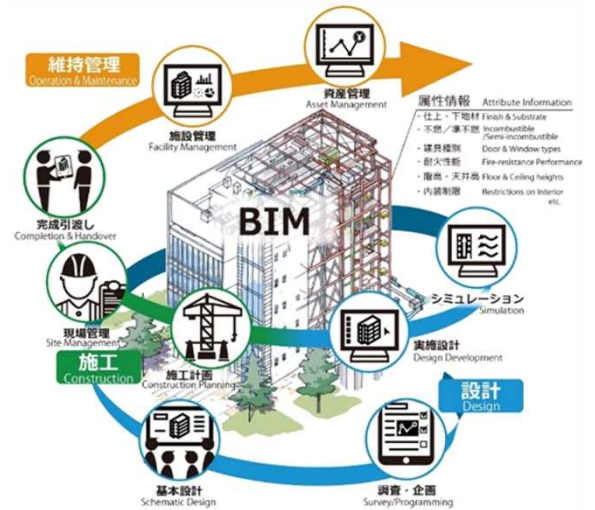 維持管理
Operation & Maintenance
資産管理
Asset Management
施設管理
Facility Management
属性情報 Attribute Information
・仕上・下地材 Finish & Substrate
・不燃／準不燃 Incombustible
/Semi-incombustible
・建具種別 Door & Window types
・耐火性能 Fire-resistance Performance
・階高・天井高 Floor & Ceiling heights
・内装制限 Restrictions on Interior
etc.
BIM
完成引渡し
Completion & Handover
シミュレーション
Simulation
現場管理
Site Management
施工
Construction
施工計画
Construction Planning
実施設計
Design Development
設計
Design
基本設計
Schematic Design
調査・企画
Survey/Programming